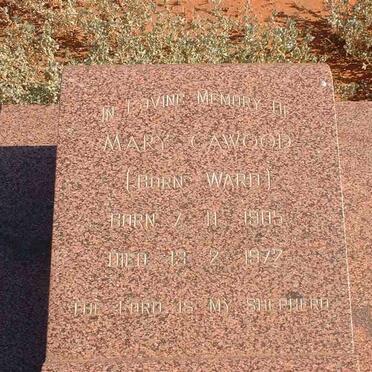 IN LOVING MEMORY OF
MARY CAWOOD
(BORN WARD)
BORN 7 11 1905
DIED 13 2 1977
THE LORD IS MY SHEPHERD